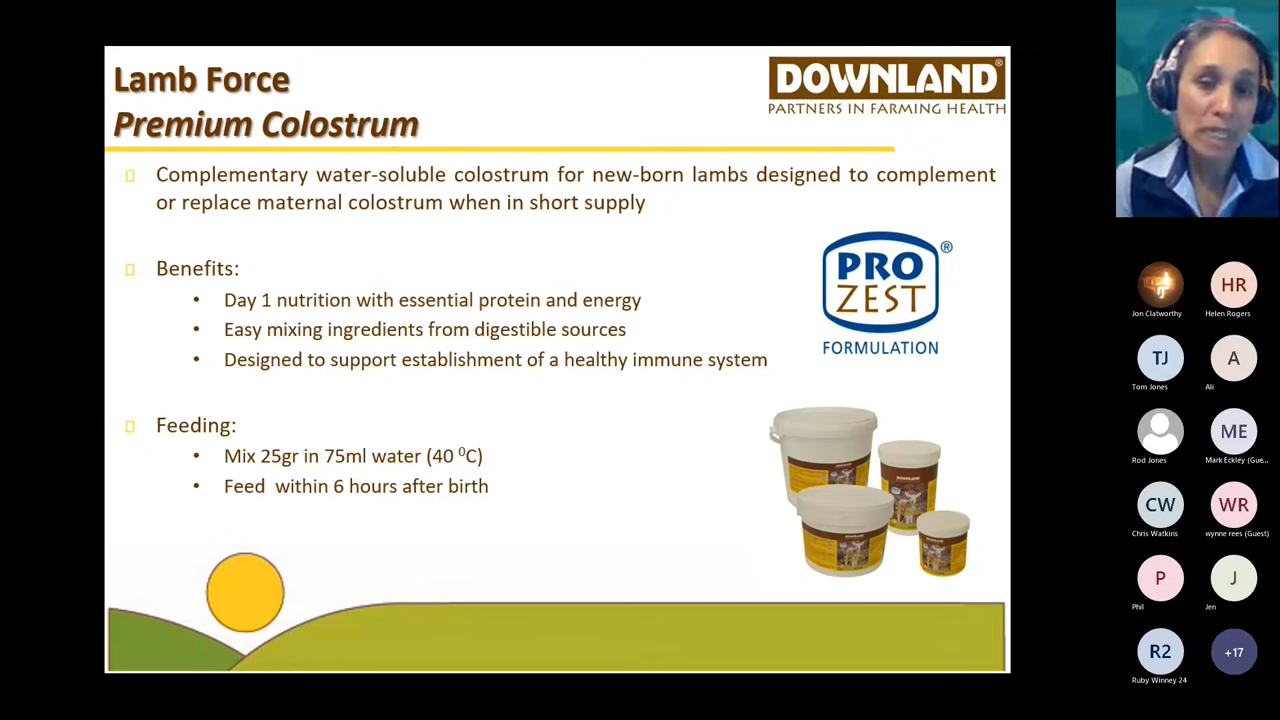 Lamb Force
Premium Colostrum
DOWNLAND®
PARTNERS IN FARMING HEALTH
Complementary water-soluble colostrum for new-born lambs designed to complement
or replace maternal colostrum when in short supply
Benefits:
• Day 1 nutrition with essential protein and energy
• Easy mixing ingredients from digestible sources
• Designed to support establishment of a healthy immune system
PRO ®
ZEST
FORMULATION
Feeding:
• Mix 25gr in 75ml water (40 ⁰C)
• Feed within 6 hours after birth
DOWNLAND
DOWNLAND
DOWNLAND
DOWNLAND
Jon Clatworthy
HR
Helen Rogers
TJ
Tom Jones
A
Ali
Rod Jones
ME
Mark Eckley (Gue...
CW
Chris Watkins
WR
wynne rees (Guest)
P
Phil
J
Jen
R2
Ruby Winney 24
+17